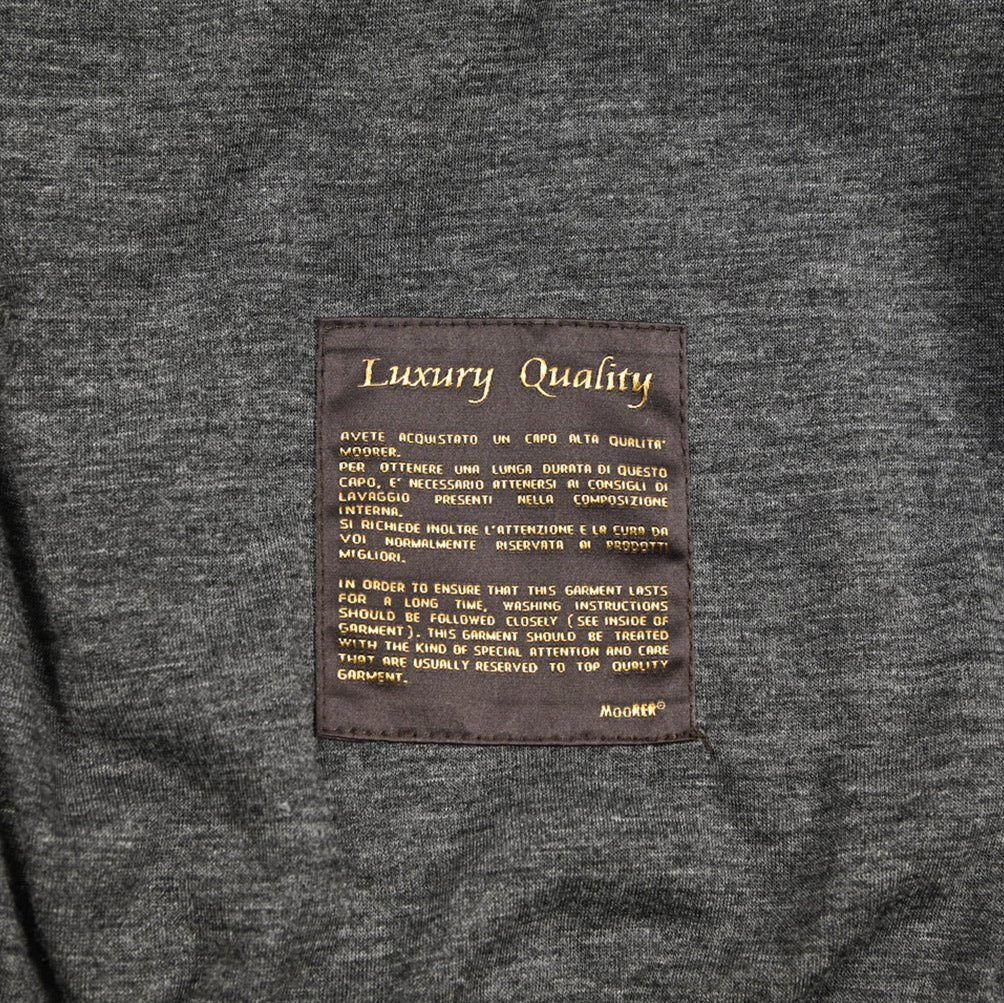 Luxury Quality
AVETE ACQUISTATO UN CAPO ALTA QUALITA'
MOORER.
PER OTTENERE UNA LUNGA DURATA DI QUESTO
CAPO, E' NECESSARIO ATTENERSI AI CONSIGLI DI
LAVAGGIO PRESENTI NELLA COMPOSIZIONE
INTERNA.
SI RICHIEDE INOLTRE L'ATTENZIONE E LA CURA DA
VOI NORMALMENTE RISERVATA AI PRODOTTI
MIGLIORI.
IN ORDER TO ENSURE THAT THIS GARMENT LASTS
FOR A LONG TIME, WASHING INSTRUCTIONS
SHOULD BE FOLLOWED CLOSELY (SEE INSIDE OF
GARMENT). THIS GARMENT SHOULD BE TREATED
WITH THE KIND OF SPECIAL ATTENTION AND CARE
THAT ARE USUALLY RESERVED TO TOP QUALITY
GARMENT.
MOORER©